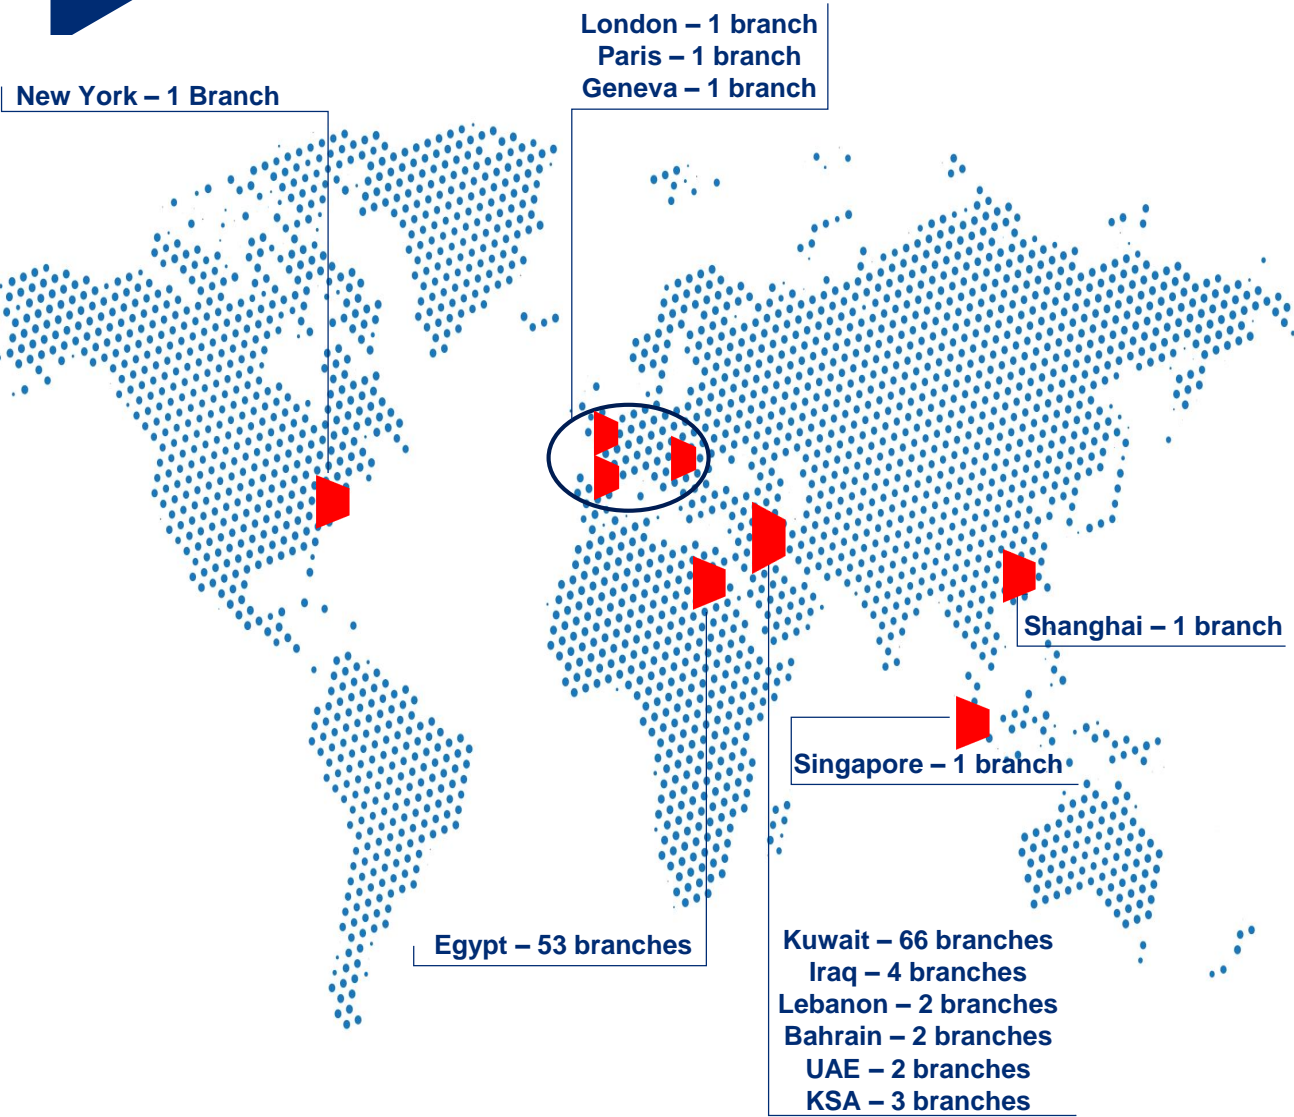 London – 1 branch
Paris – 1 branch
Geneva – 1 branch
New York – 1 Branch
Shanghai – 1 branch
Singapore – 1 branch
Egypt – 53 branches
Kuwait – 66 branches
Iraq – 4 branches
Lebanon – 2 branches
Bahrain – 2 branches
UAE – 2 branches
KSA – 3 branches